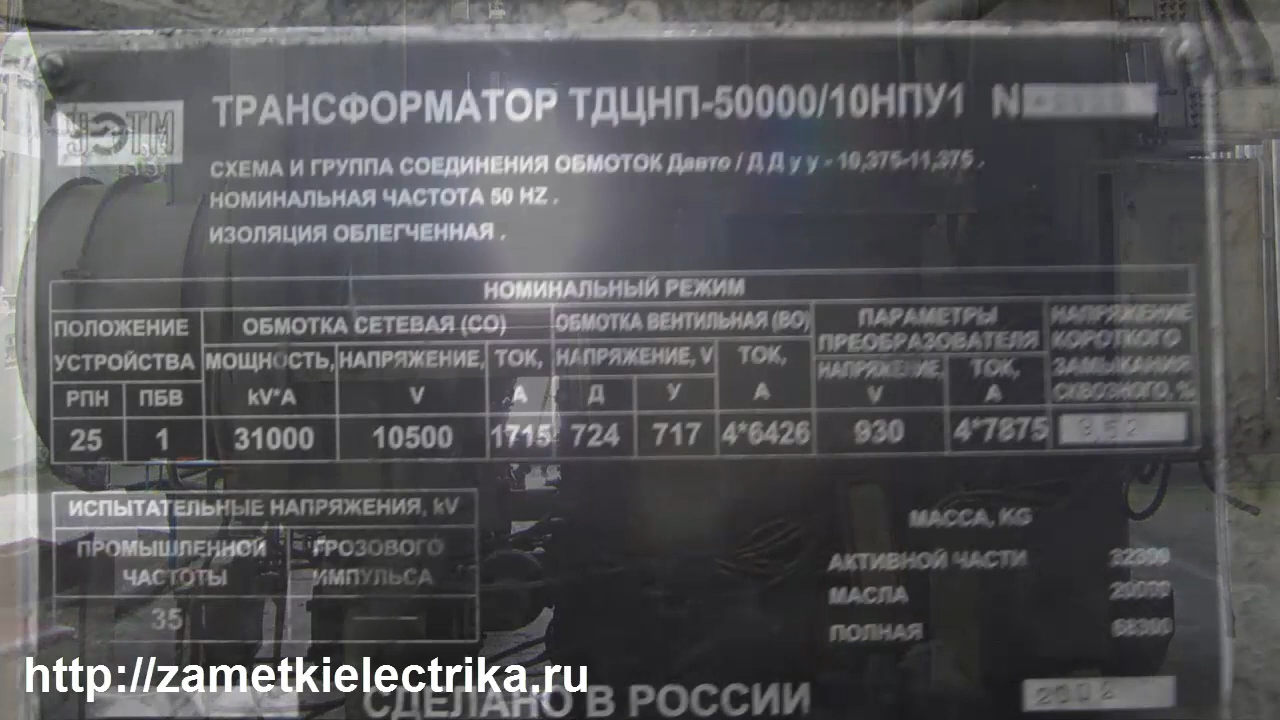 УЭТМ
ТРАНСФОРМАТОР ТДЦНП-50000/10НПУ1 N
СХЕМА И ГРУППА СОЕДИНЕНИЯ ОБМОТОК Давто / Д Д у у - 10,375-11,375 .
НОМИНАЛЬНАЯ ЧАСТОТА 50 HZ .
ИЗОЛЯЦИЯ ОБЛЕГЧЕННАЯ .
НОМИНАЛЬНЫЙ РЕЖИМ
ПОЛОЖЕНИЕ УСТРОЙСТВА
ОБМОТКА СЕТЕВАЯ (СО)
ОБМОТКА ВЕНТИЛЬНАЯ (ВО)
ПАРАМЕТРЫ ПРЕОБРАЗОВАТЕЛЯ
НАПРЯЖЕНИЕ КОРОТКОГО ЗАМЫКАНИЯ СКВОЗНОГО, %
МОЩНОСТЬ, kV*A НАПРЯЖЕНИЕ, V ТОК, А НАПРЯЖЕНИЕ, V ТОК, А НАПРЯЖЕНИЕ, V ТОК, А
РПН ПБВ Д У
25 1 31000 10500 1715 724 717 4*6426 930 4*7875
ИСПЫТАТЕЛЬНЫЕ НАПРЯЖЕНИЯ, kV
ПРОМЫШЛЕННОЙ ЧАСТОТЫ
ГРОЗОВОГО ИМПУЛЬСА
35 ——
МАССА, KG
АКТИВНОЙ ЧАСТИ 32300
МАСЛА 20000
ПОЛНАЯ 68300
http://zametkielectrika.ru
СДЕЛАНО В РОССИИ